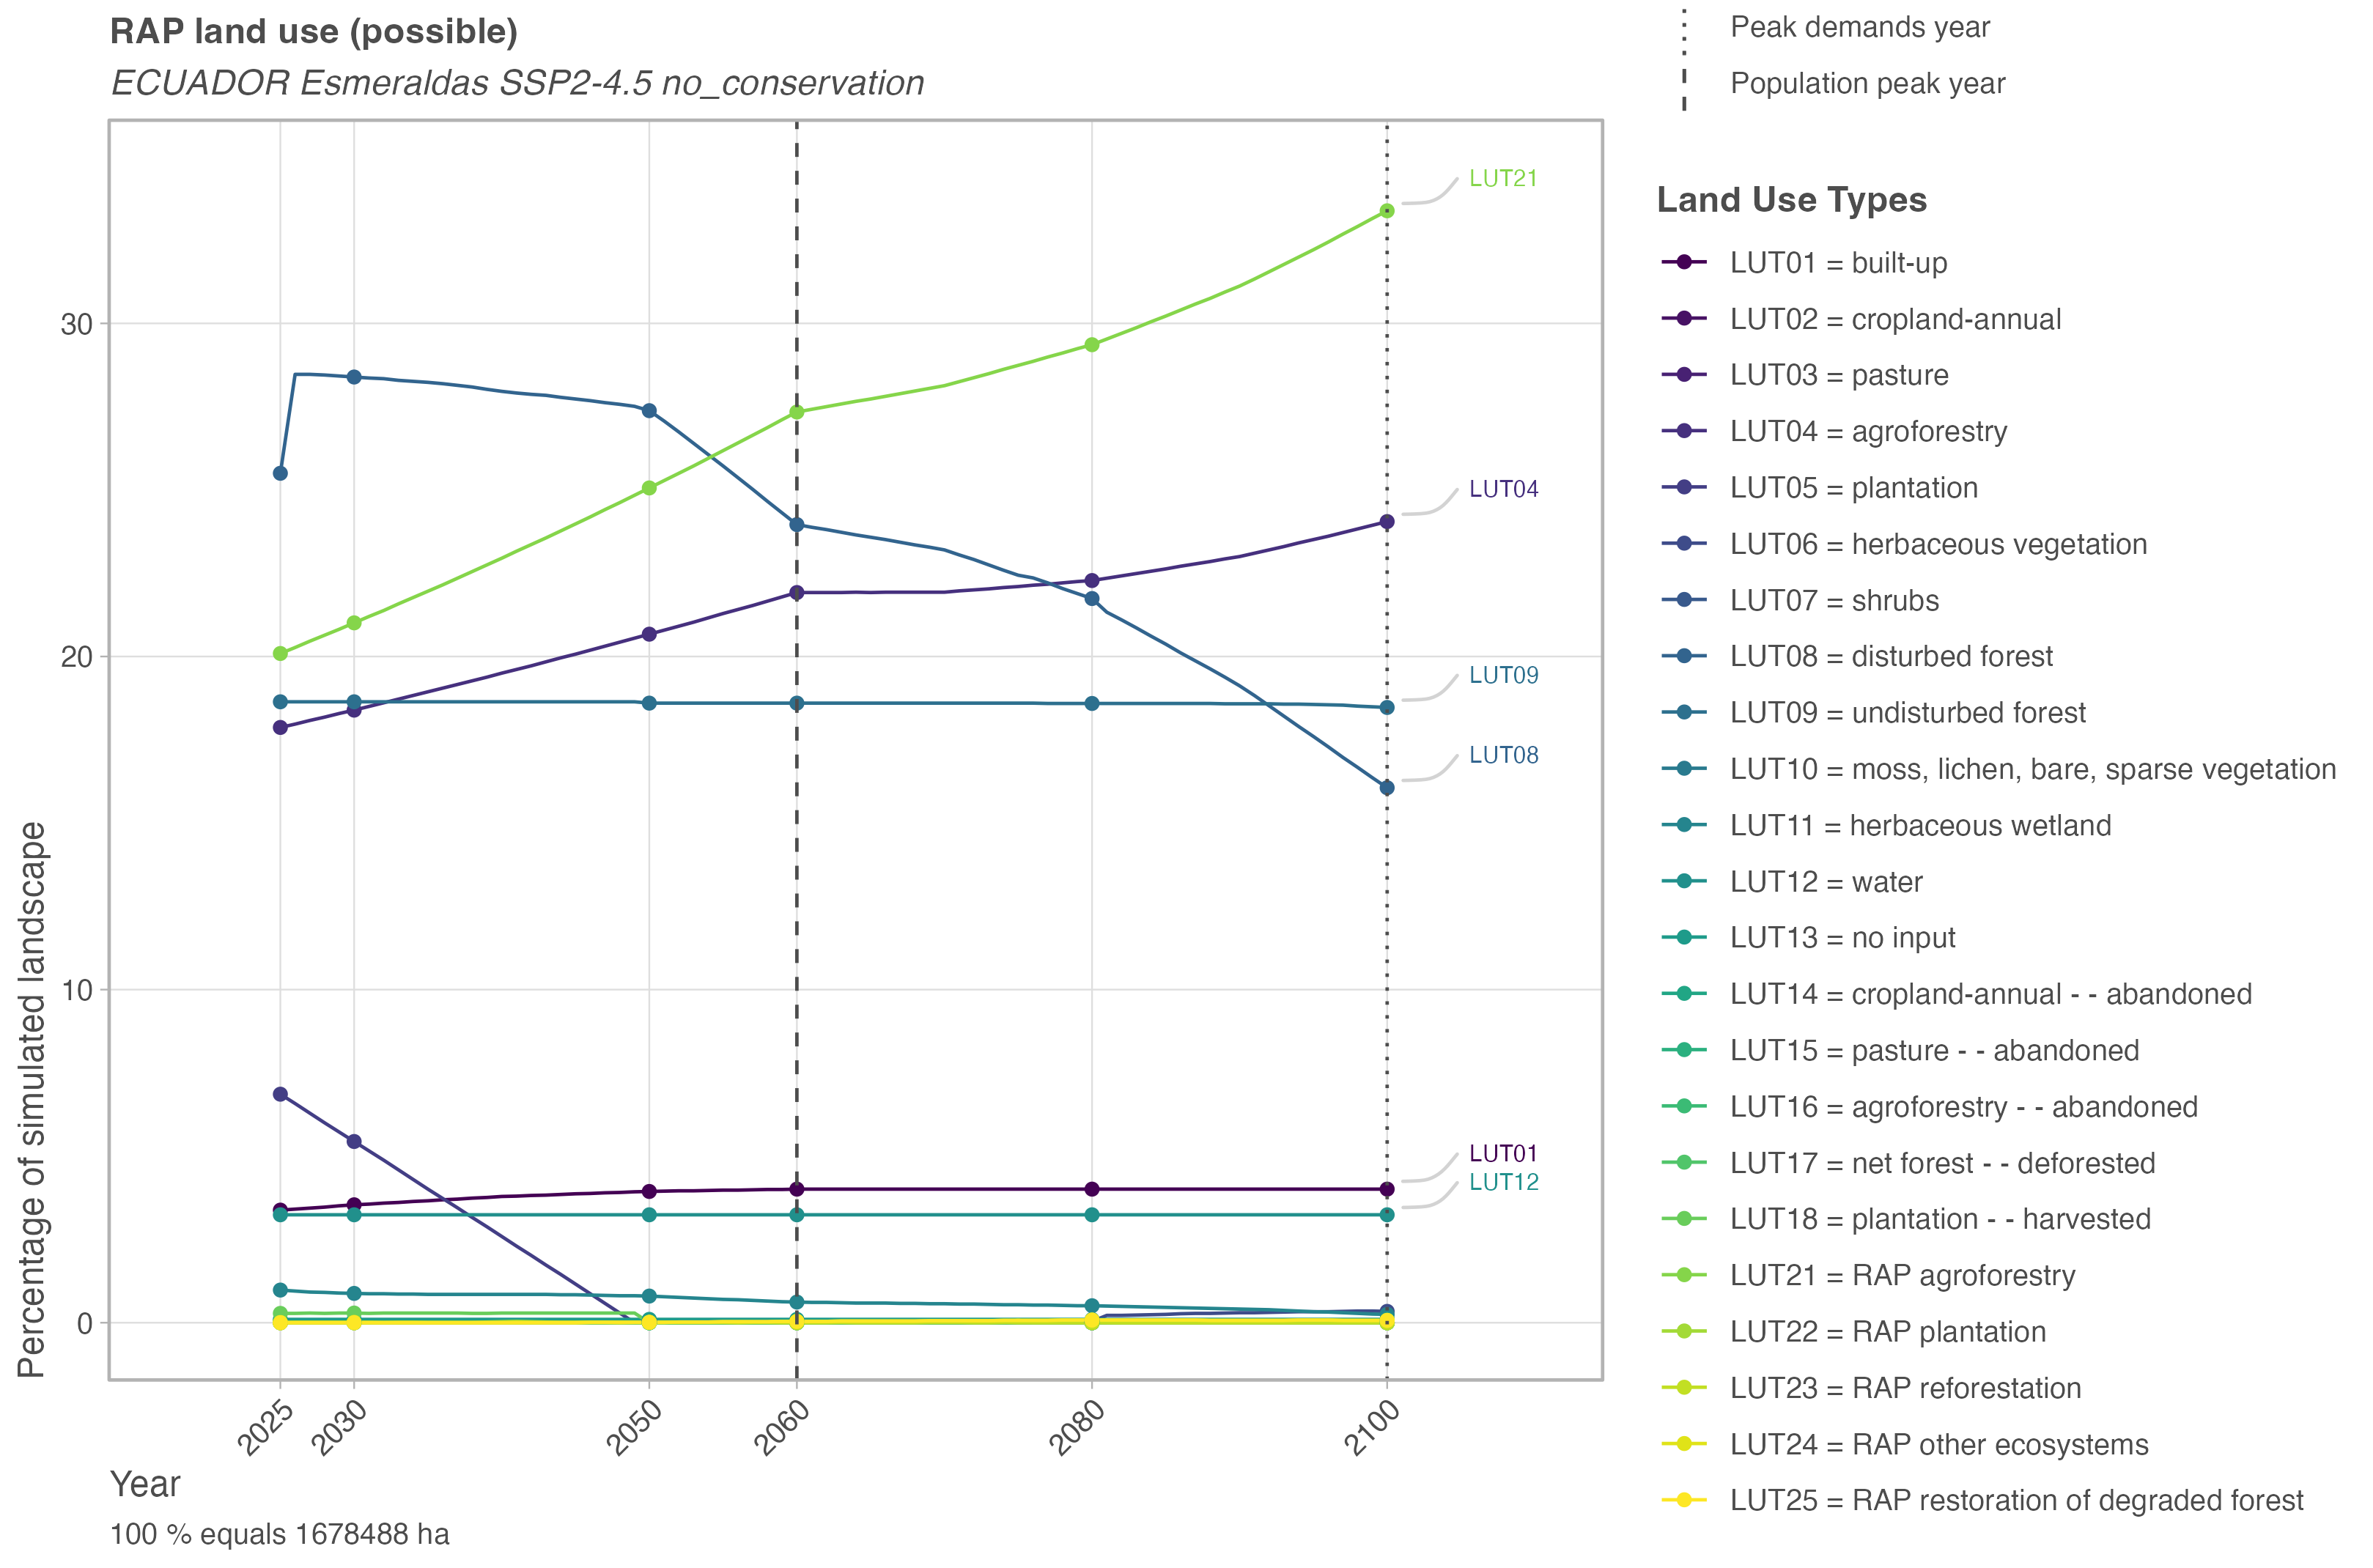 RAP land use (possible)
ECUADOR Esmeraldas SSP2-4.5 no_conservation
Peak demands year
Population peak year
Land Use Types
LUT01 = built-up
LUT02 = cropland-annual
LUT03 = pasture
LUT04 = agroforestry
LUT05 = plantation
LUT06 = herbaceous vegetation
LUT07 = shrubs
LUT08 = disturbed forest
LUT09 = undisturbed forest
LUT10 = moss, lichen, bare, sparse vegetation
LUT11 = herbaceous wetland
LUT12 = water
LUT13 = no input
LUT14 = cropland-annual - - abandoned
LUT15 = pasture - - abandoned
LUT16 = agroforestry - - abandoned
LUT17 = net forest - - deforested
LUT18 = plantation - - harvested
LUT21 = RAP agroforestry
LUT22 = RAP plantation
LUT23 = RAP reforestation
LUT24 = RAP other ecosystems
LUT25 = RAP restoration of degraded forest
LUT21
LUT04
LUT09
LUT08
LUT01
LUT12
Percentage of simulated landscape
30
20
10
0
2025
2030
2050
2060
2080
2100
Year
100 % equals 1678488 ha